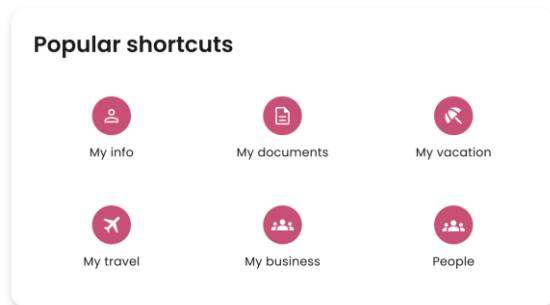 Popular shortcuts
My info
My documents
My vacation
My travel
My business
People